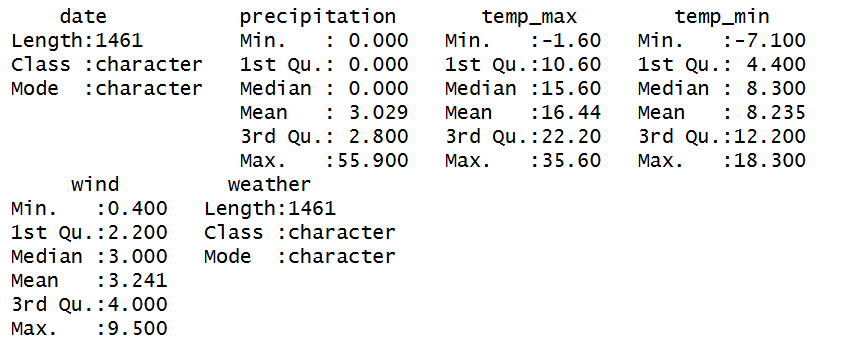 date            precipitation       temp_max        temp_min
Length:1461        Min.   : 0.000   Min.   :-1.60   Min.   :-7.100
Class :character   1st Qu.: 0.000   1st Qu.:10.60   1st Qu.: 4.400
Mode  :character   Median : 0.000   Median :15.60   Median : 8.300
                   Mean   : 3.029   Mean   :16.44   Mean   : 8.235
                   3rd Qu.: 2.800   3rd Qu.:22.20   3rd Qu.:12.200
                   Max.   :55.900   Max.   :35.60   Max.   :18.300
     wind         weather
Min.   :0.400   Length:1461
1st Qu.:2.200   Class :character
Median :3.000   Mode  :character
Mean   :3.241
3rd Qu.:4.000
Max.   :9.500